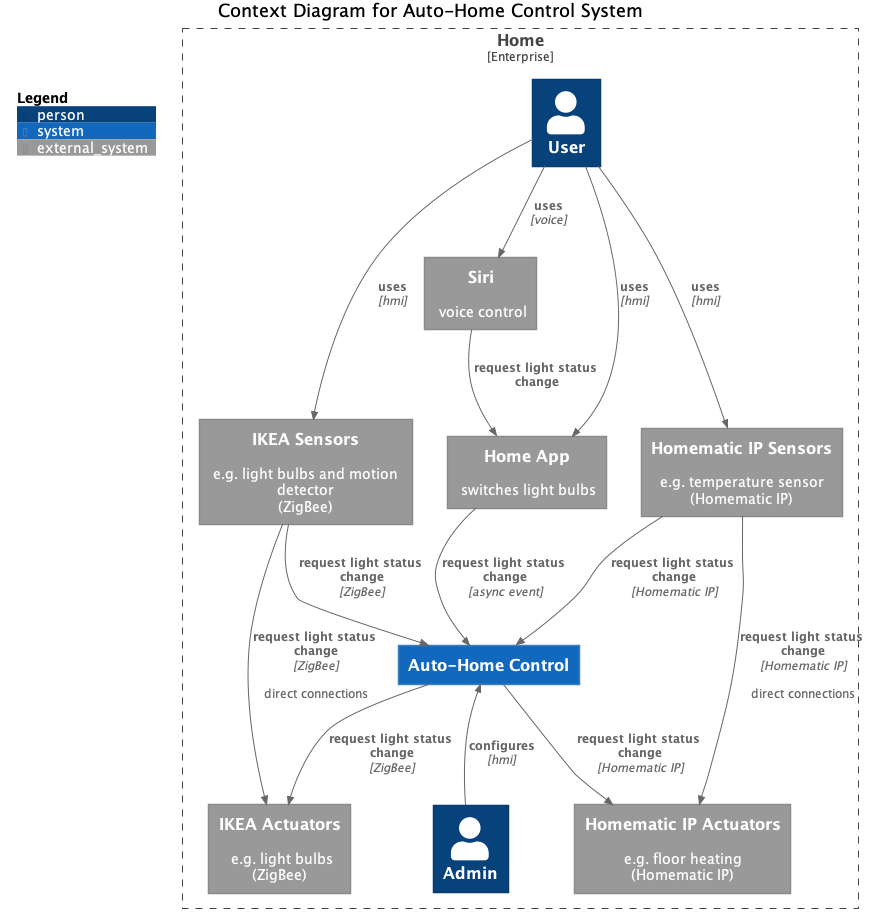 Context Diagram for Auto-Home Control System
Home
[Enterprise]
Legend
person
system
external_system
User
uses
[voice]
uses
[hmi]
uses
[hmi]
uses
[hmi]
Siri
voice control
request light status
change
IKEA Sensors
e.g. light bulbs and motion
detector
(ZigBee)
Home App
switches light bulbs
Homematic IP Sensors
e.g. temperature sensor
(Homematic IP)
request light status
change
[ZigBee]
request light status
change
[async event]
request light status
change
[Homematic IP]
request light status
change
[ZigBee]
direct connections
Auto-Home Control
request light status
change
[Homematic IP]
direct connections
request light status
change
[ZigBee]
configures
[hmi]
request light status
change
[Homematic IP]
IKEA Actuators
e.g. light bulbs
(ZigBee)
Admin
Homematic IP Actuators
e.g. floor heating
(Homematic IP)